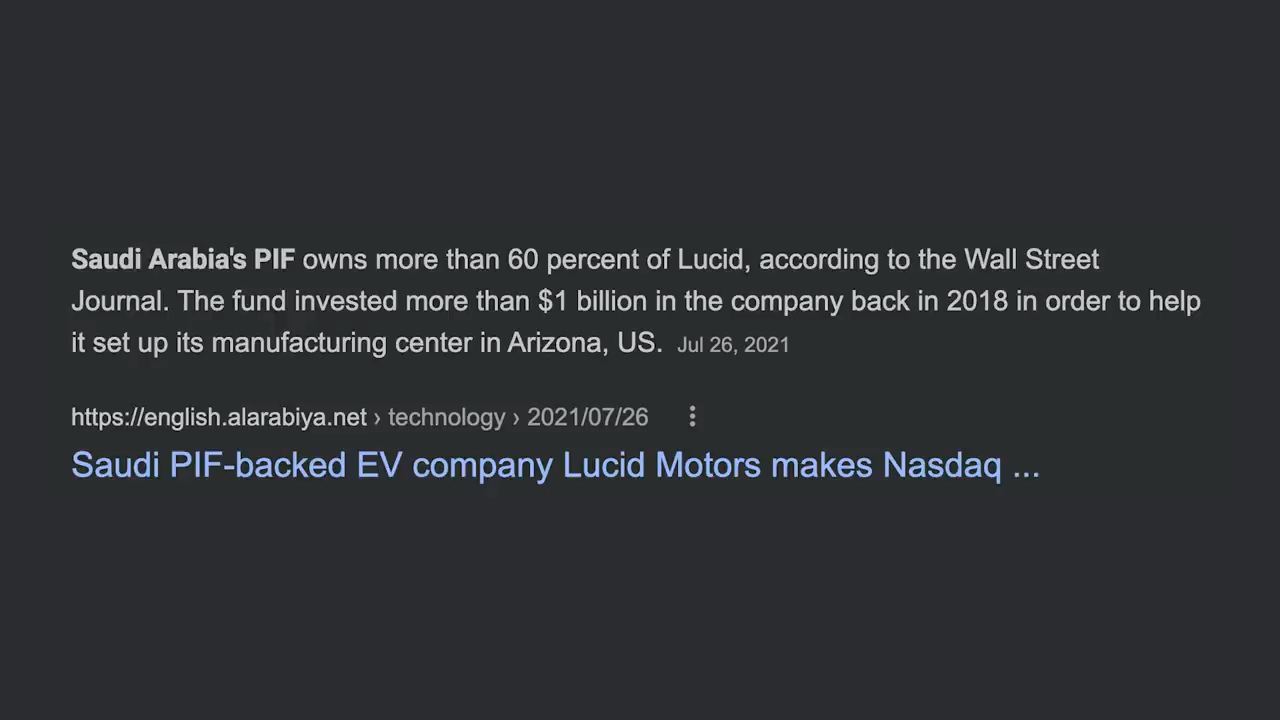 Saudi Arabia's PIF owns more than 60 percent of Lucid, according to the Wall Street
Journal. The fund invested more than $1 billion in the company back in 2018 in order to help
it set up its manufacturing center in Arizona, US. Jul 26, 2021
https://english.alarabiya.net › technology › 2021/07/26
Saudi PIF-backed EV company Lucid Motors makes Nasdaq ...